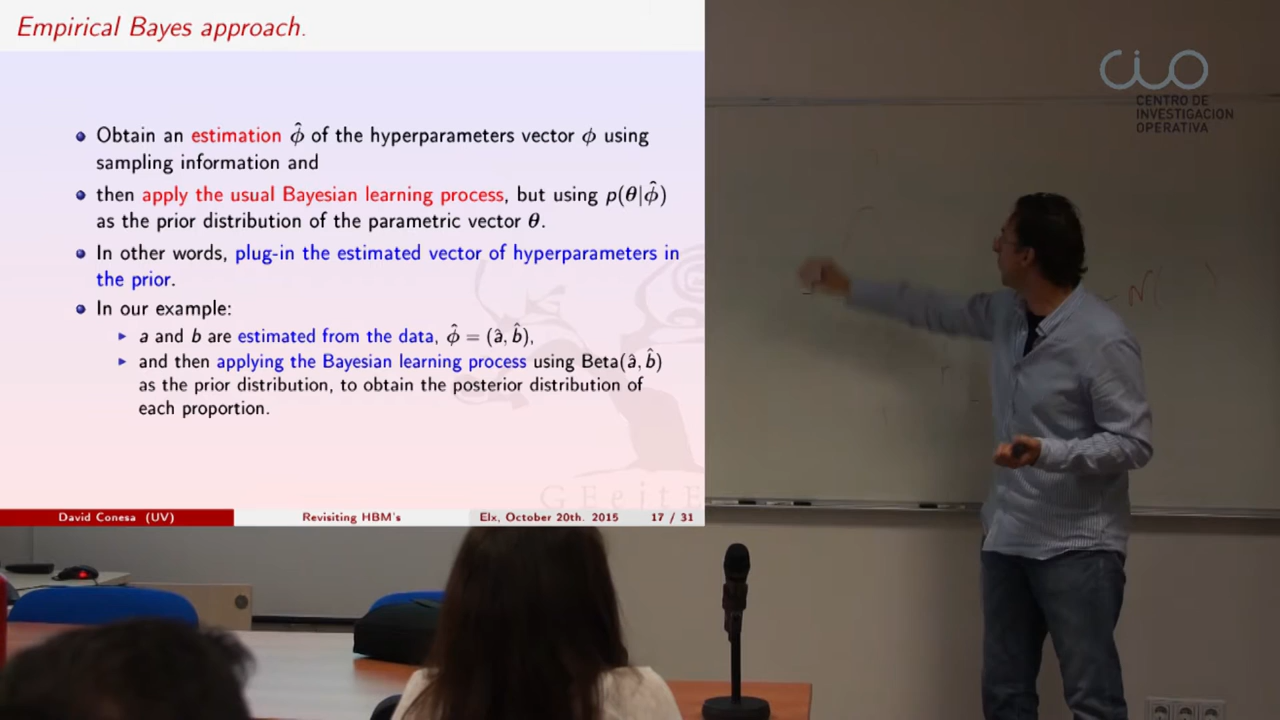 Empirical Bayes approach.
Obtain an estimation φ̂ of the hyperparameters vector φ using
sampling information and
then apply the usual Bayesian learning process, but using p(θ|φ̂)
as the prior distribution of the parametric vector θ.
In other words, plug-in the estimated vector of hyperparameters in
the prior.
In our example:
a and b are estimated from the data, φ̂ = (â, b̂),
and then applying the Bayesian learning process using Beta(â, b̂)
as the prior distribution, to obtain the posterior distribution of
each proportion.
GEeitE
David Conesa (UV) Revisiting HBM's Elx, October 20th. 2015 17 / 31
CIO
CENTRO DE
INVESTIGACION
OPERATIVA
N( )